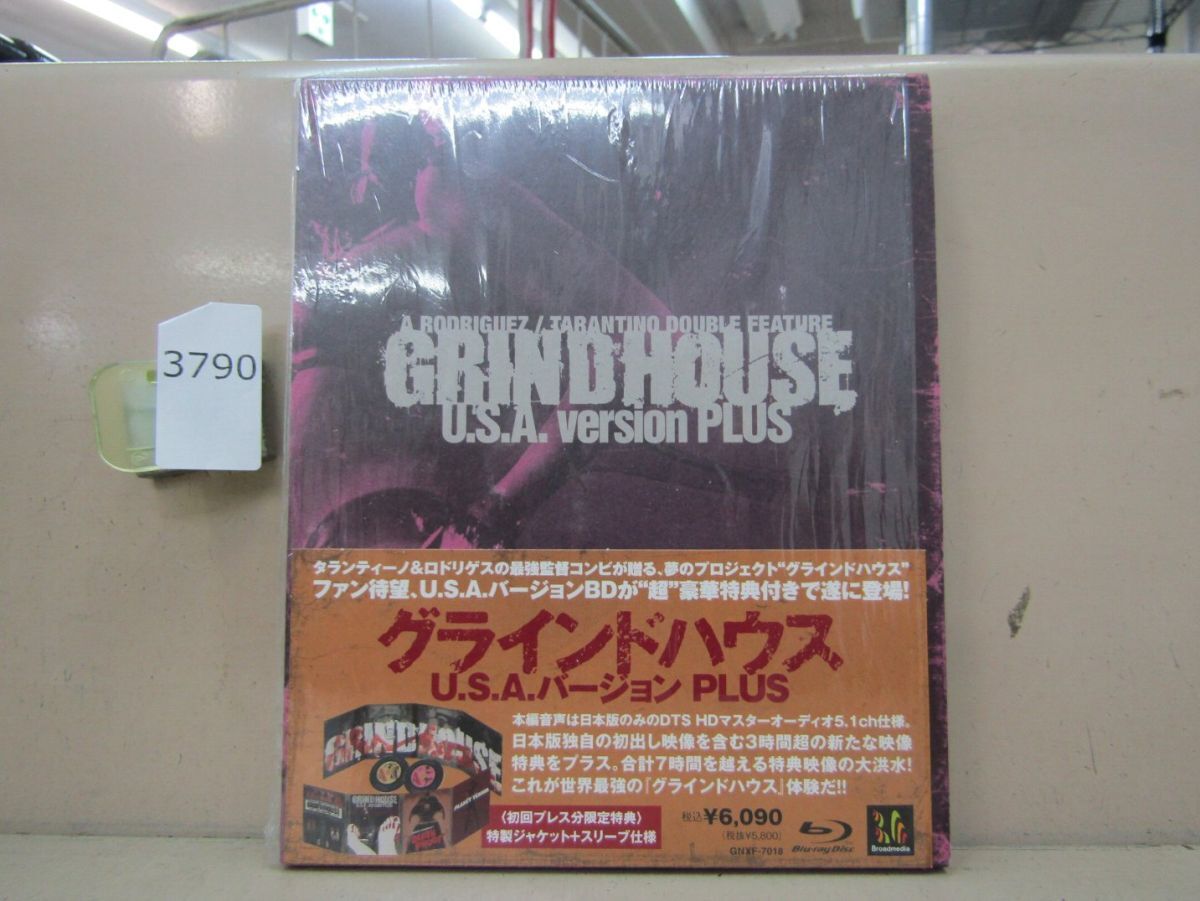 3790
A RODRIGUEZ / TARANTINO DOUBLE FEATURE
GRINDHOUSE
U.S.A. version PLUS
タランティーノ&ロドリゲスの最強監督コンビが贈る、夢のプロジェクト“グラインドハウス”
ファン待望、U.S.A.バージョンBDが“超”豪華特典付きで遂に登場!
グラインドハウス
U.S.A.バージョン PLUS
本編音声は日本版のみのDTS HDマスターオーディオ5.1ch仕様。
日本版独自の初出し映像を含む3時間超の新たな映像
特典をプラス。合計7時間を越える特典映像の大洪水!
これが世界最強の『グラインドハウス』体験だ!!
GRINDHOUSE
GRINDHOUSE
U.S.A. version PLUS
PLANET TERROR
〈初回プレス分限定特典〉
特製ジャケット+スリーブ仕様
税込¥6,090
(税抜¥5,800)
GNXF-7018
Blu-ray Disc
Broadmedia